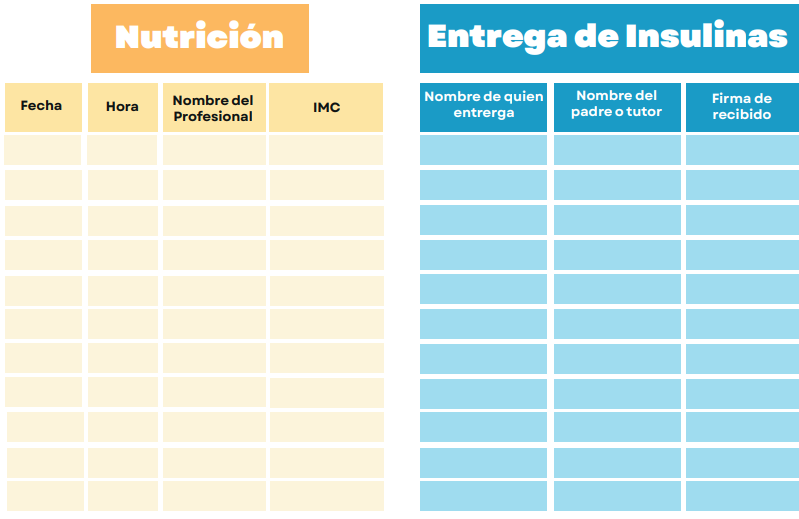 Nutrición
Fecha
Hora
Nombre del
Profesional
IMC
Entrega de Insulinas
Nombre de quien
entrerga
Nombre del
padre o tutor
Firma de
recibido